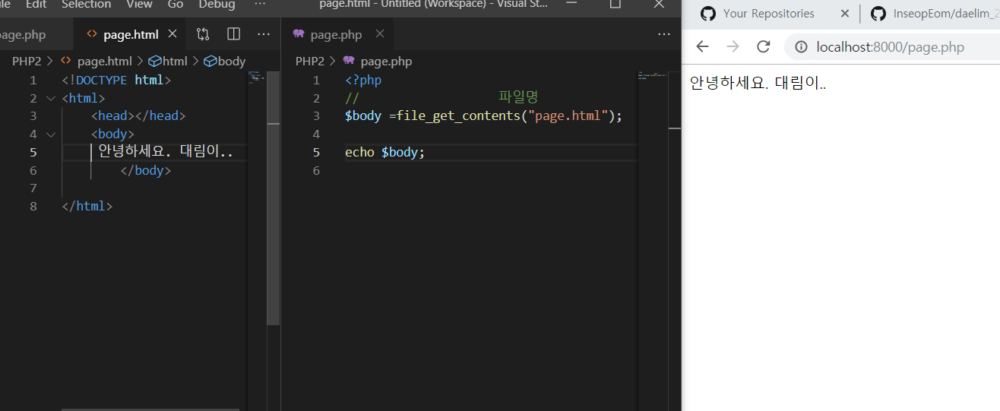 Edit Selection View Go Debug ··· page.html - Untitled (Workspace) - Visual St...
page.php page.html
PHP2 > page.html > html > body
1 <!DOCTYPE html>
2 <html>
3 <head></head>
4 <body>
5 안녕하세요. 대림이..
6 </body>
7
8 </html>
page.php
PHP2 > page.php
1 <?php
2 // 파일명
3 $body =file_get_contents("page.html");
4
5 echo $body;
6
Your Repositories InseopEom/daelim_2
localhost:8000/page.php
안녕하세요. 대림이..